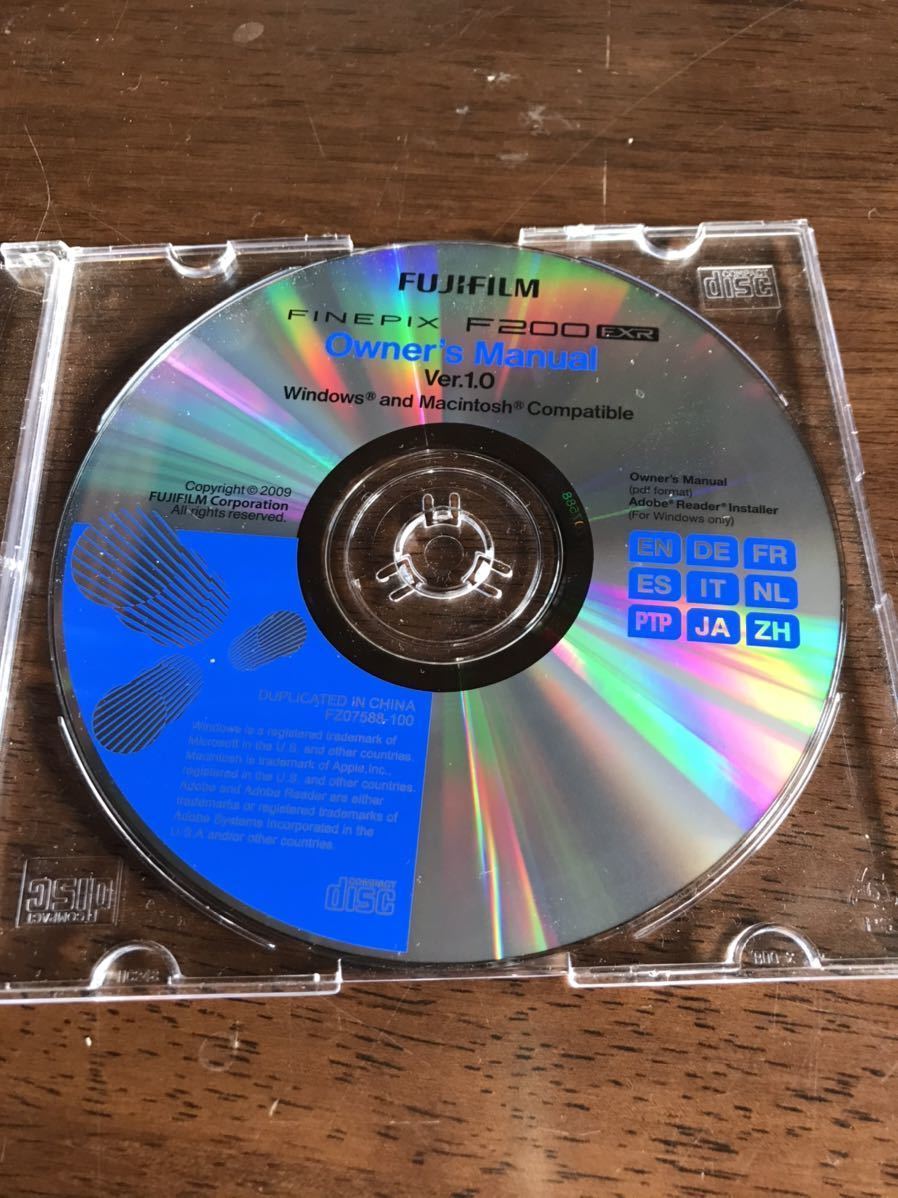 FUJIFILM
FINEPIX F200 EXR
Owner's Manual
Ver.1.0
Windows® and Macintosh® Compatible
Copyright © 2009
FUJIFILM Corporation
All rights reserved.
Owner's Manual
(pdf format)
Adobe® Reader® Installer
(For Windows only)
EN DE FR
ES IT NL
PTP JA ZH
DUPLICATED IN CHINA
FZ07588-100
Windows is a registered trademark of
Microsoft in the U.S. and other countries.
Macintosh is trademark of Apple,Inc.,
registered in the U.S. and other countries.
Adobe and Adobe Reader are either
trademarks or registered trademarks of
Adobe Systems Incorporated in the
U.S.A and/or other countries.
COMPACT
disc
COMPACT
disc
COMPACT
DISC